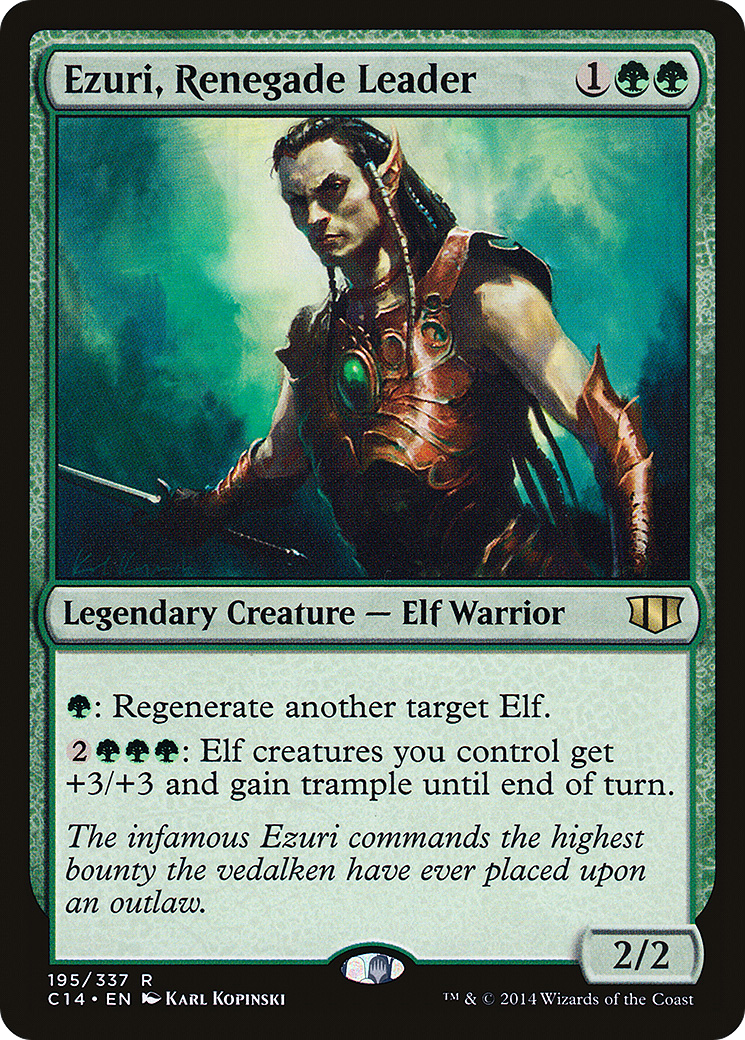 Ezuri, Renegade Leader 1
Legendary Creature — Elf Warrior
: Regenerate another target Elf.
2: Elf creatures you control get
+3/+3 and gain trample until end of turn.
The infamous Ezuri commands the highest
bounty the vedalken have ever placed upon
an outlaw.
2/2
195/337 R
C14 • EN Karl Kopinski
™ & © 2014 Wizards of the Coast